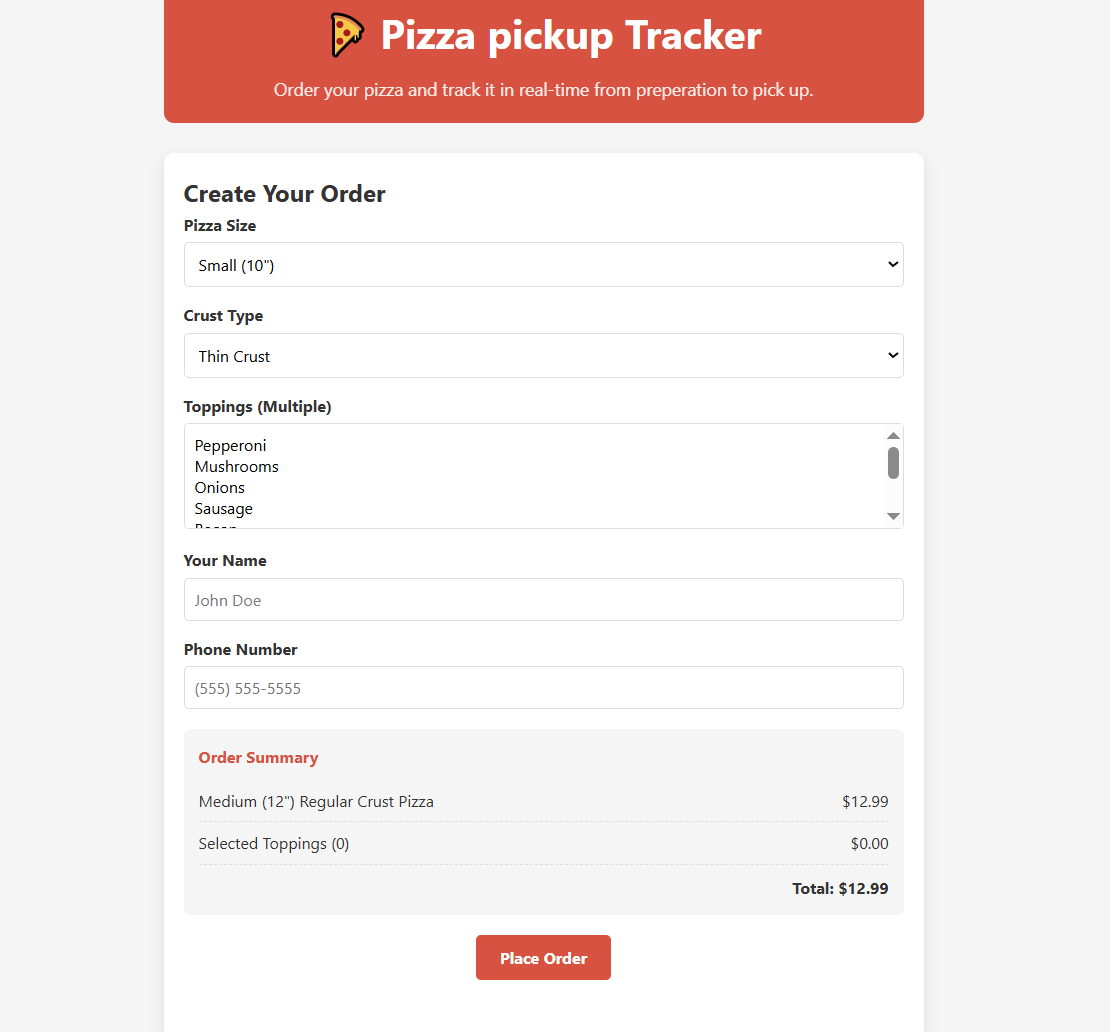 Pizza pickup Tracker
Order your pizza and track it in real-time from preperation to pick up.
Create Your Order
Pizza Size
Small (10")
Crust Type
Thin Crust
Toppings (Multiple)
Pepperoni
Mushrooms
Onions
Sausage
Your Name
John Doe
Phone Number
(555) 555-5555
Order Summary
Medium (12") Regular Crust Pizza $12.99
Selected Toppings (0) $0.00
Total: $12.99
Place Order